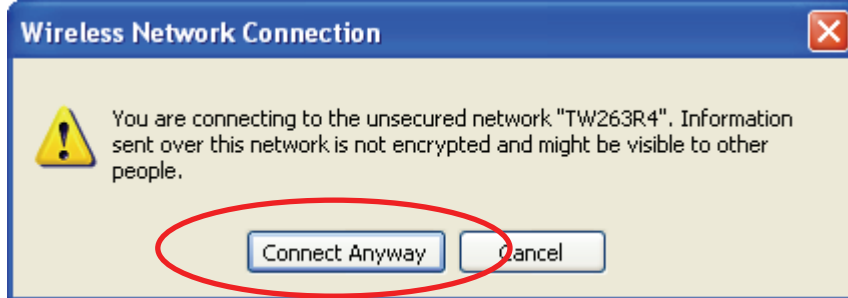 Wireless Network Connection
You are connecting to the unsecured network "TW263R4". Information
sent over this network is not encrypted and might be visible to other
people.
Connect Anyway Cancel